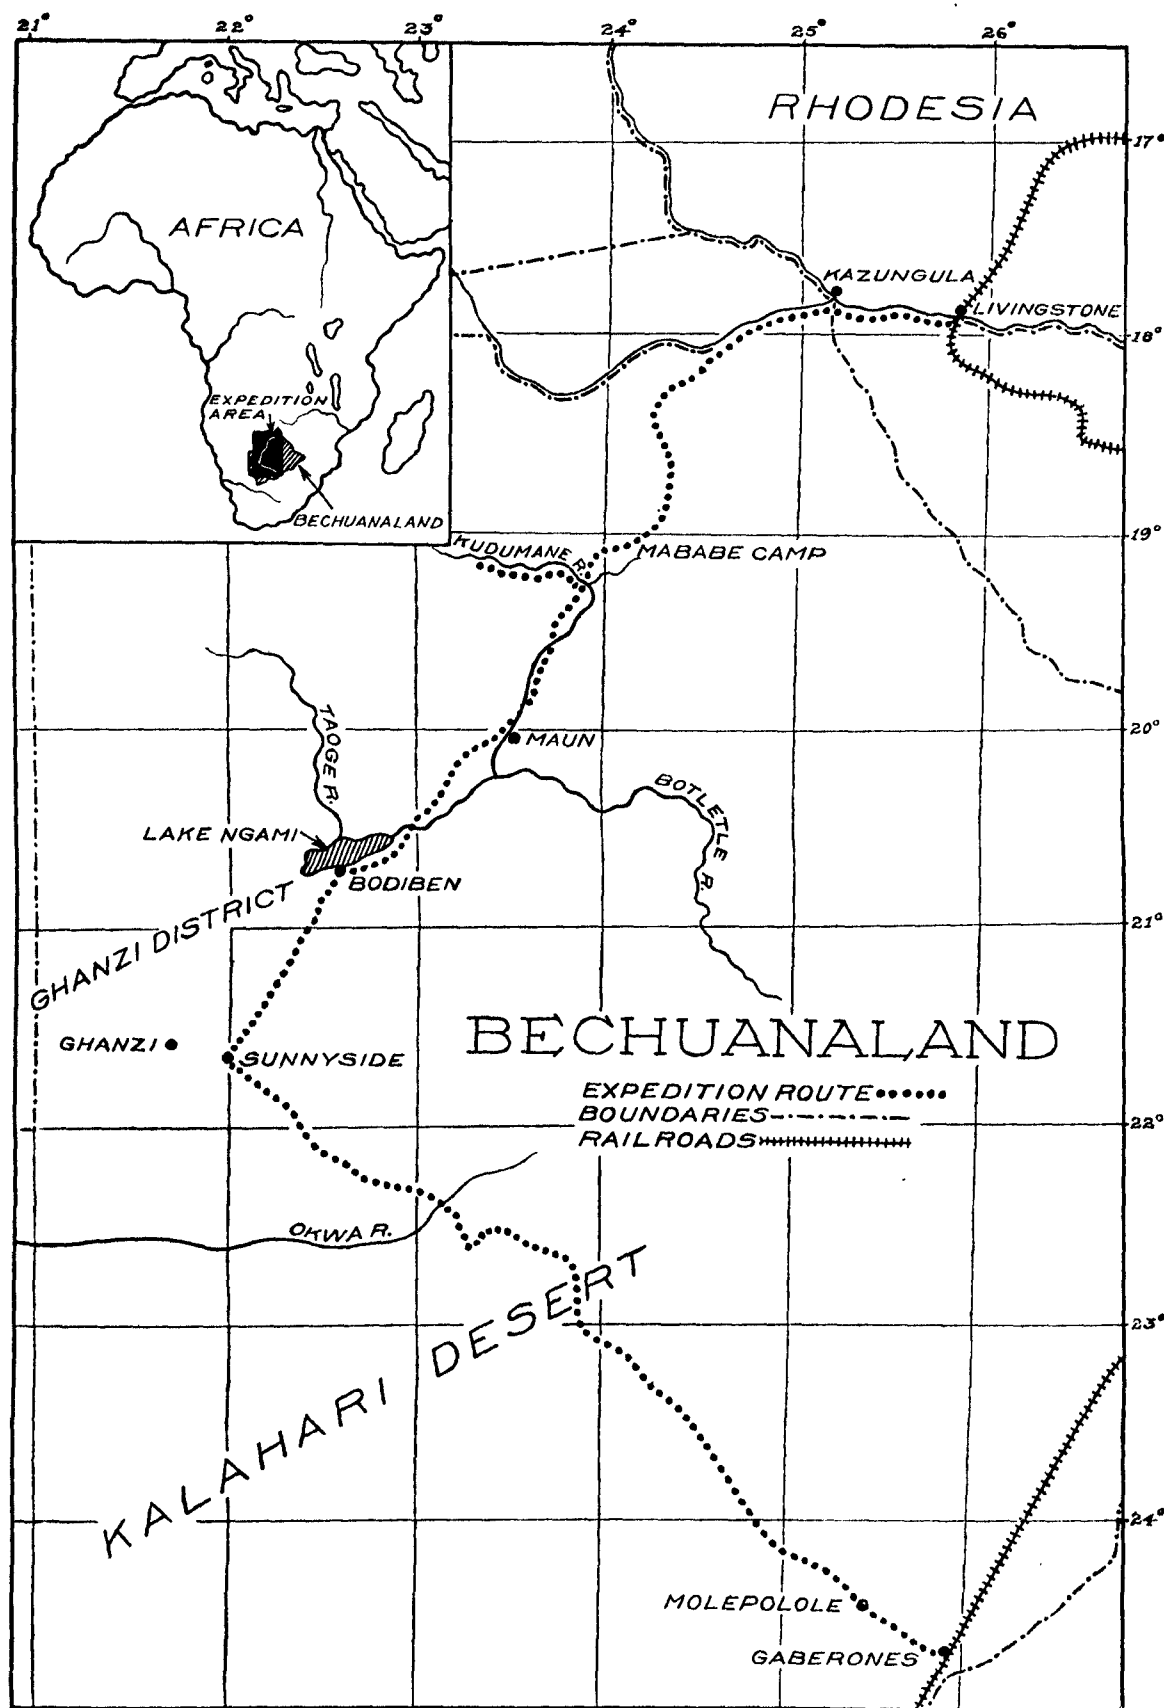 21° 22° 23° 24° 25° 26°
RHODESIA
17°
AFRICA
KAZUNGULA
LIVINGSTONE
18°
EXPEDITION
AREA
BECHUANALAND
19°
KUDUMANE R.
MABABE CAMP
TAOGE R.
20°
MAUN
BOTLETLE R.
LAKE NGAMI
BODIBEN
GHANZI DISTRICT
21°
GHANZI
SUNNYSIDE
BECHUANALAND
EXPEDITION ROUTE
BOUNDARIES
RAILROADS
22°
OKWA R.
KALAHARI DESERT
23°
24°
MOLEPOLOLE
GABERONES